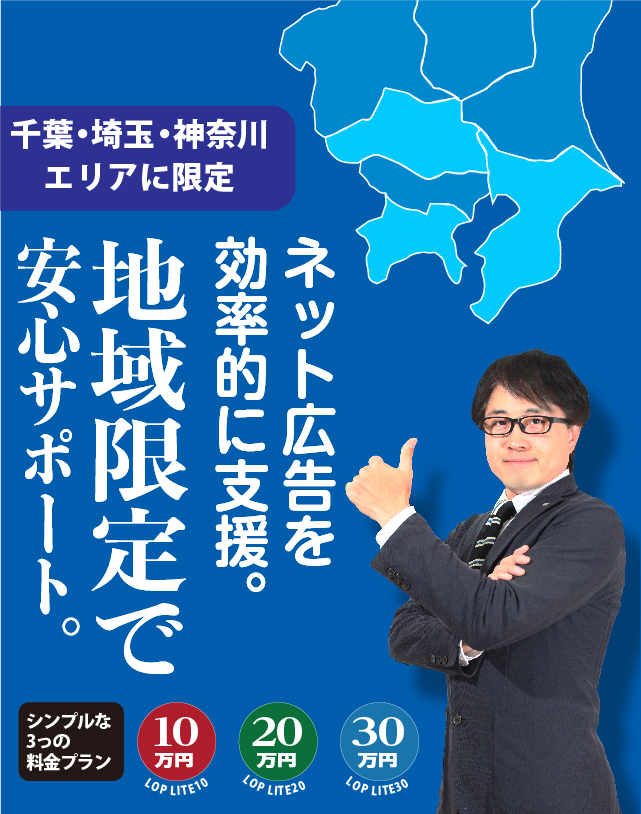 千葉・埼玉・神奈川
エリアに限定
ネット広告を
効率的に支援。
地域限定で
安心サポート。
シンプルな
3つの
料金プラン
10
万円
LOP LITE10
20
万円
LOP LITE20
30
万円
LOP LITE30